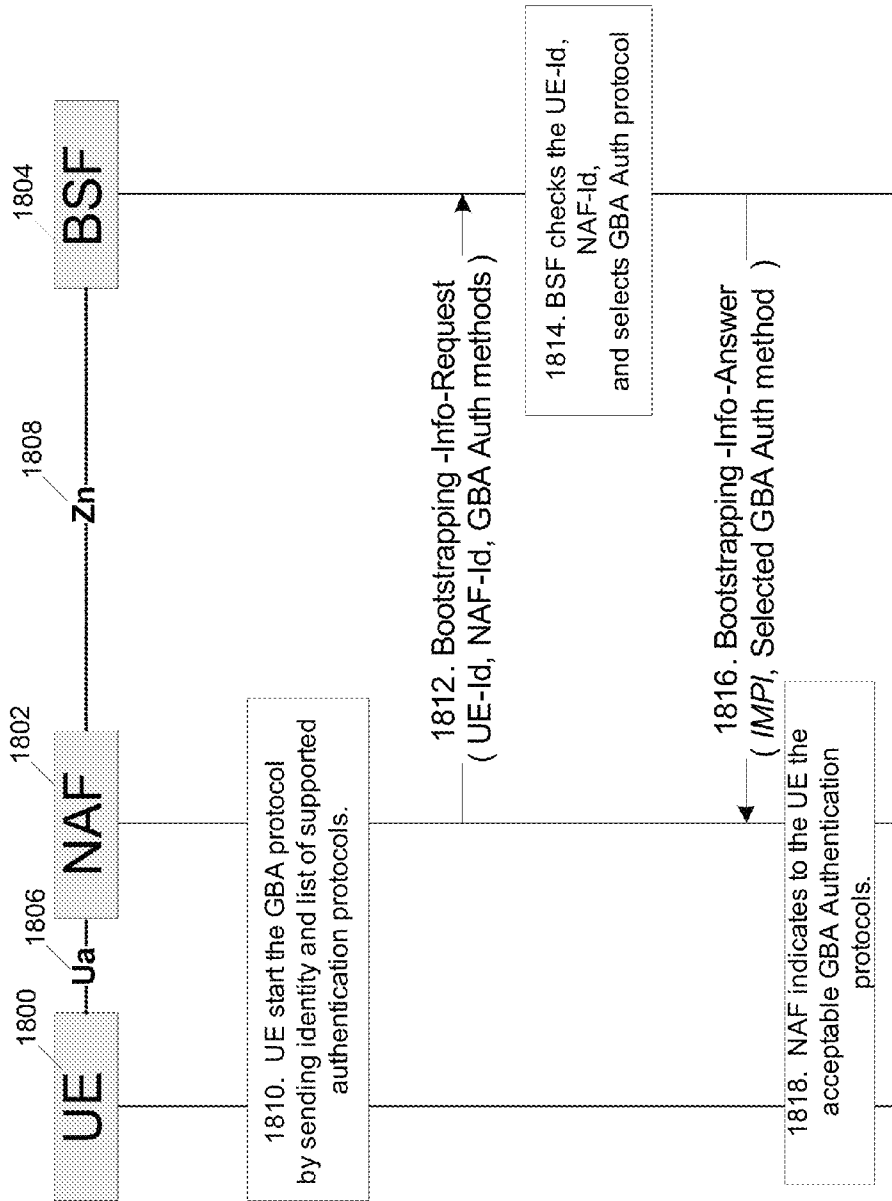 1800
1806
1802
1808
1804
UE
Ua
NAF
Zn
BSF
1810. UE start the GBA protocol
by sending identity and list of supported
authentication protocols.
1812. Bootstrapping -Info-Request
( UE-Id, NAF-Id, GBA Auth methods )
1814. BSF checks the UE-Id,
NAF-Id,
and selects GBA Auth protocol
1816. Bootstrapping -Info-Answer
( IMPI, Selected GBA Auth method )
1818. NAF indicates to the UE the
acceptable GBA Authentication
protocols.